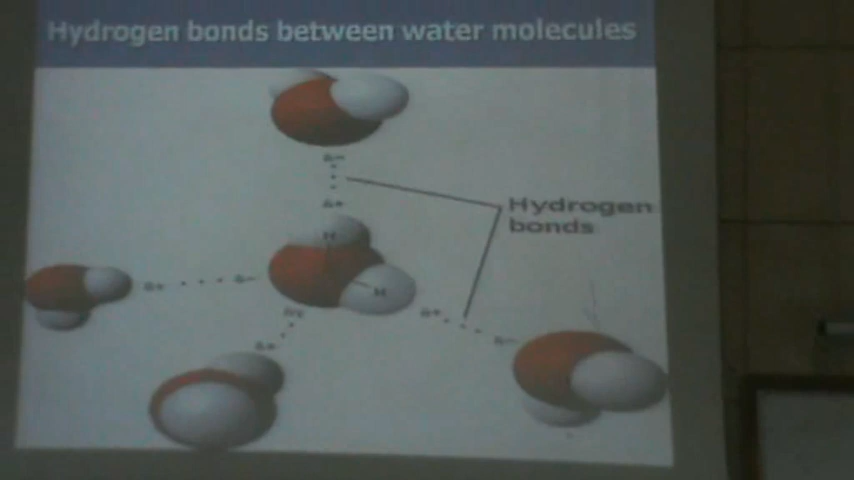 Hydrogen bonds between water molecules
δ−
δ+
Hydrogen
bonds
H
δ+
δ−
H
δ+
δ+
δ−